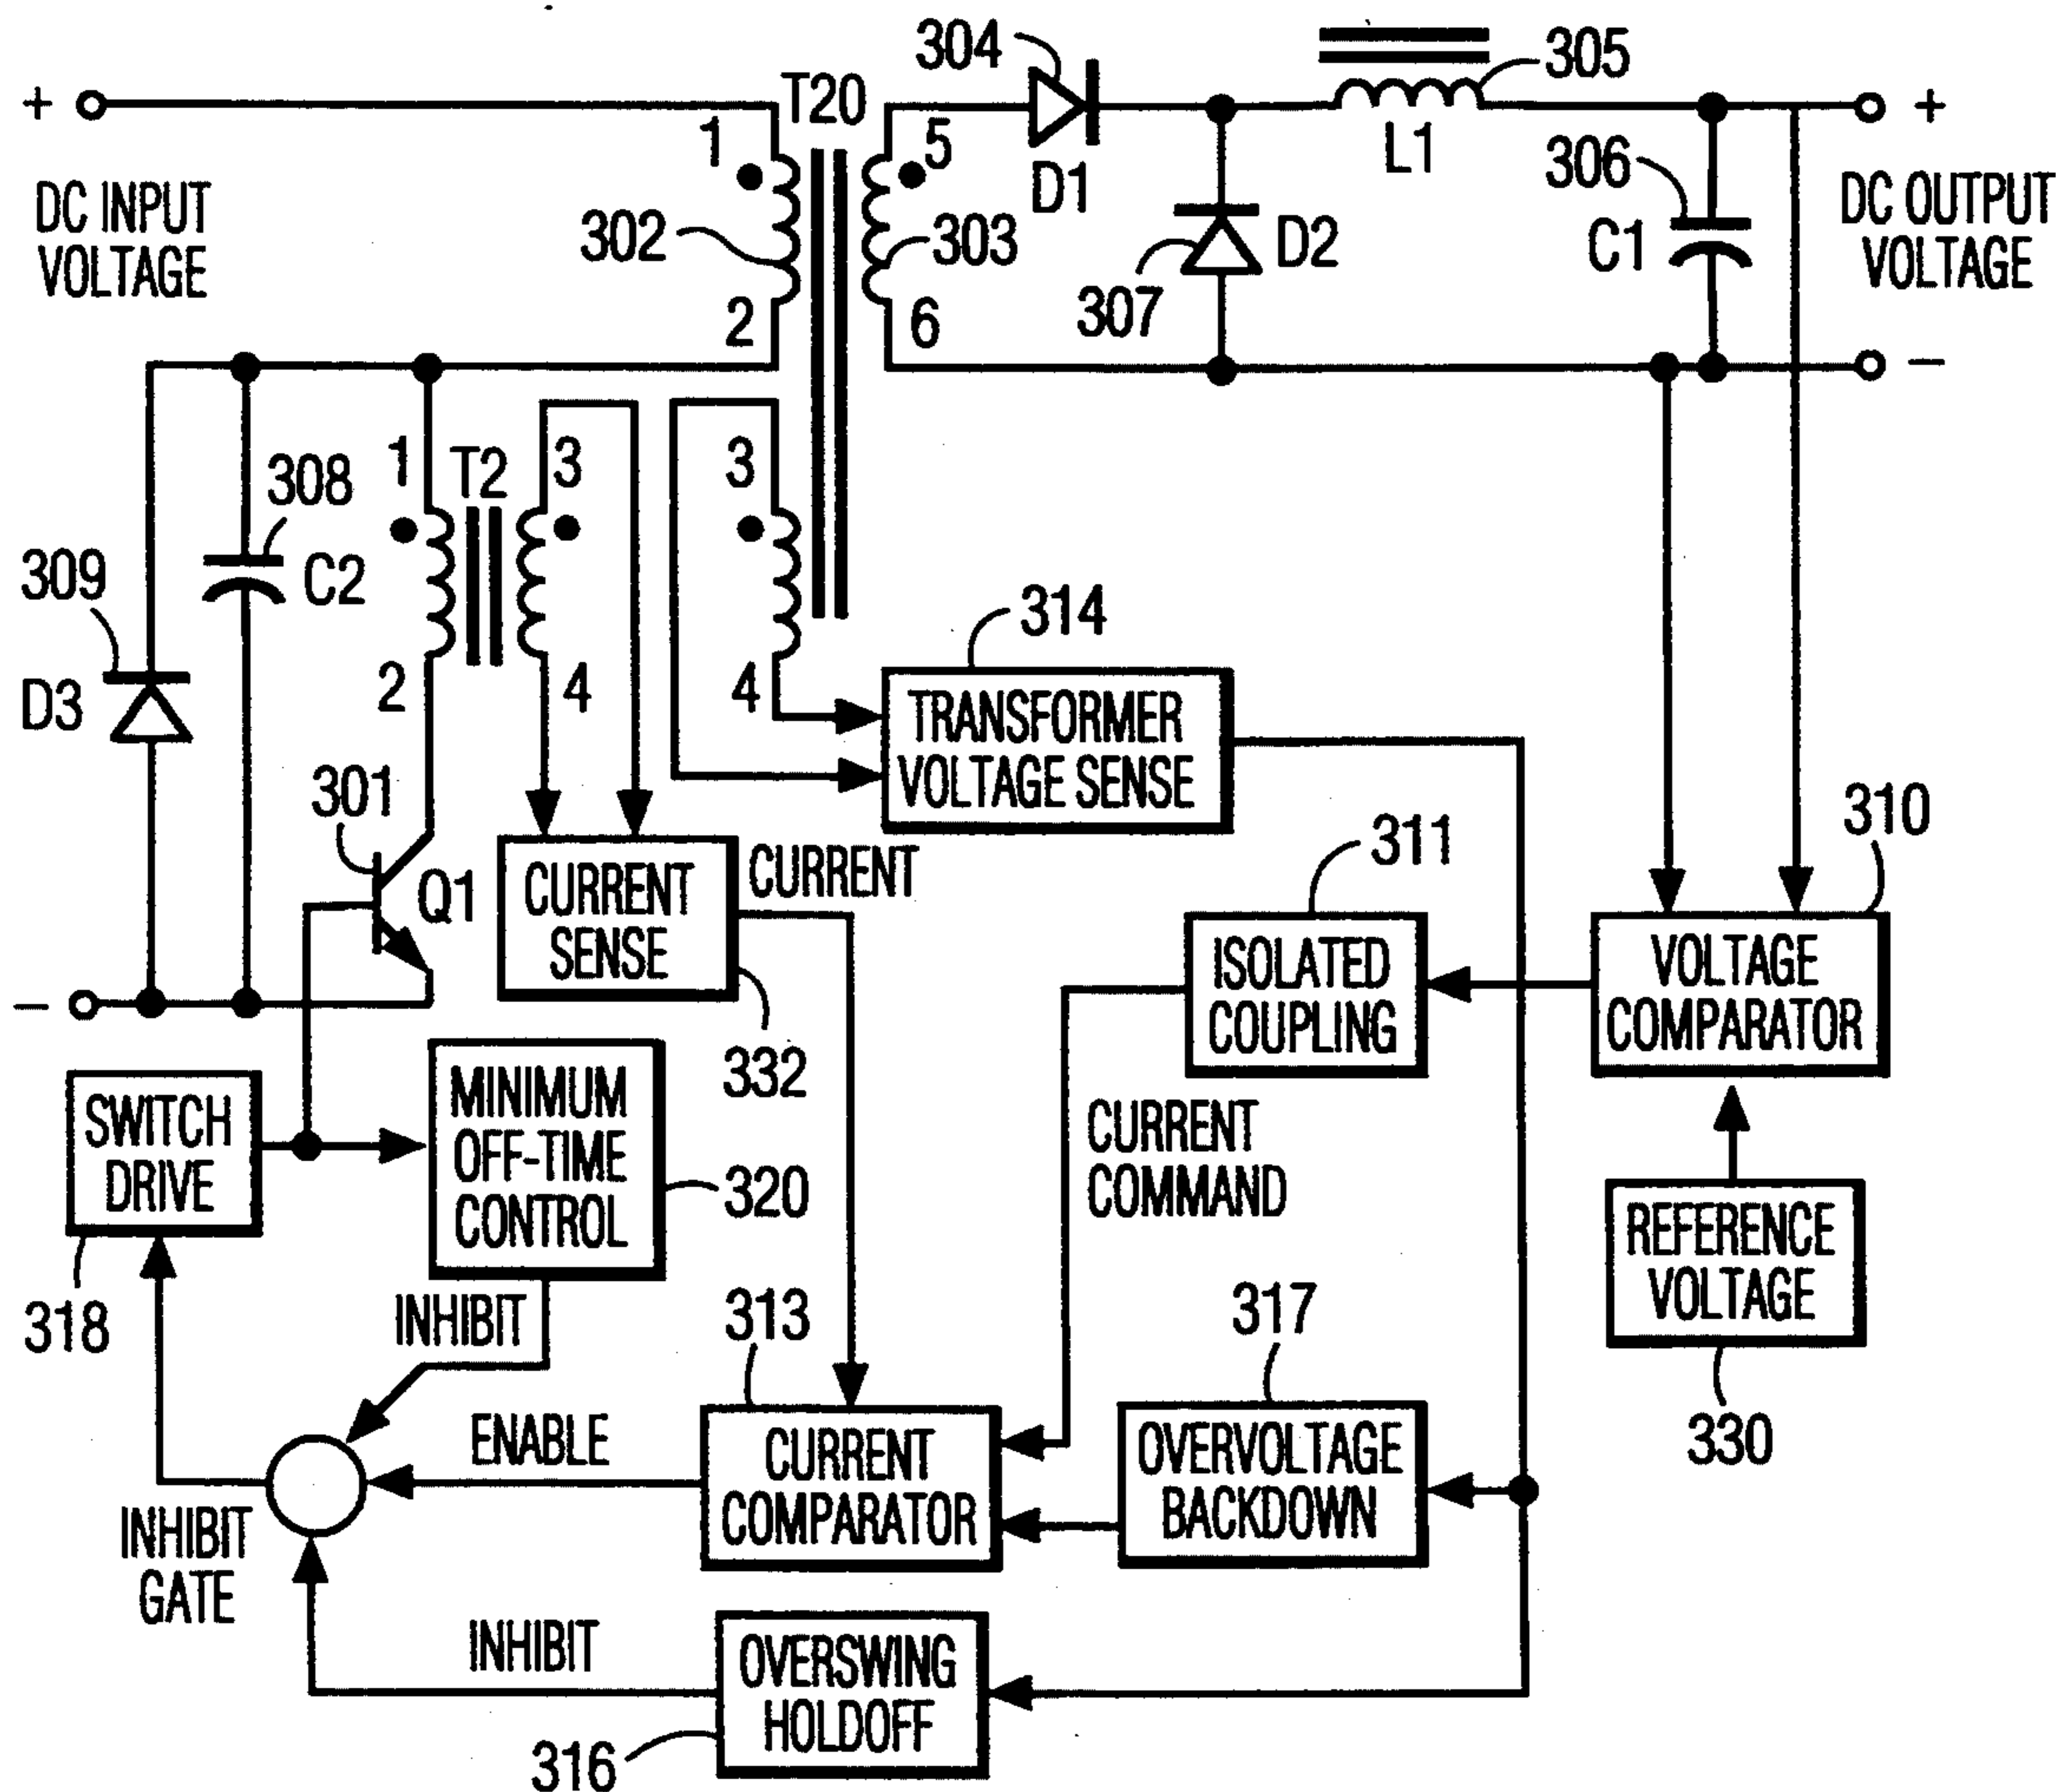 304
305
+
T20
+
1
5
L1
306
D1
DC INPUT
VOLTAGE
302
303
D2
C1
DC OUTPUT
VOLTAGE
307
2
6
—
1
T2
3
3
308
309
C2
314
D3
2
4
4
TRANSFORMER
VOLTAGE SENSE
301
311
310
Q1
CURRENT
SENSE
CURRENT
ISOLATED
COUPLING
VOLTAGE
COMPARATOR
—
332
SWITCH
DRIVE
MINIMUM
OFF-TIME
CONTROL
320
CURRENT
COMMAND
REFERENCE
VOLTAGE
318
INHIBIT
313
317
330
ENABLE
CURRENT
COMPARATOR
OVERVOLTAGE
BACKDOWN
INHIBIT
GATE
INHIBIT
OVERSWING
HOLDOFF
316